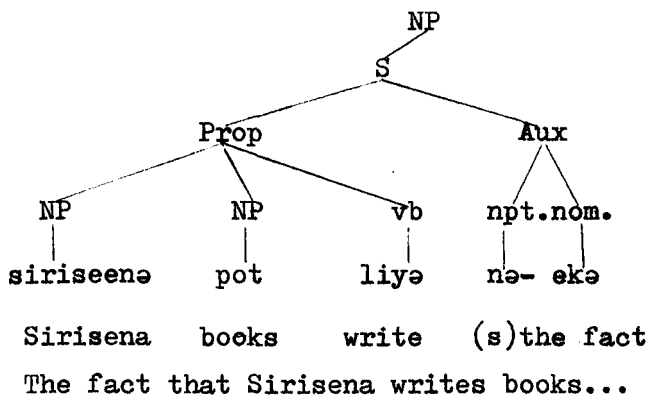 NP
S
Prop Aux
NP NP vb npt.nom.
siriseenə pot liyə nə- ekə
Sirisena books write (s)the fact
The fact that Sirisena writes books...